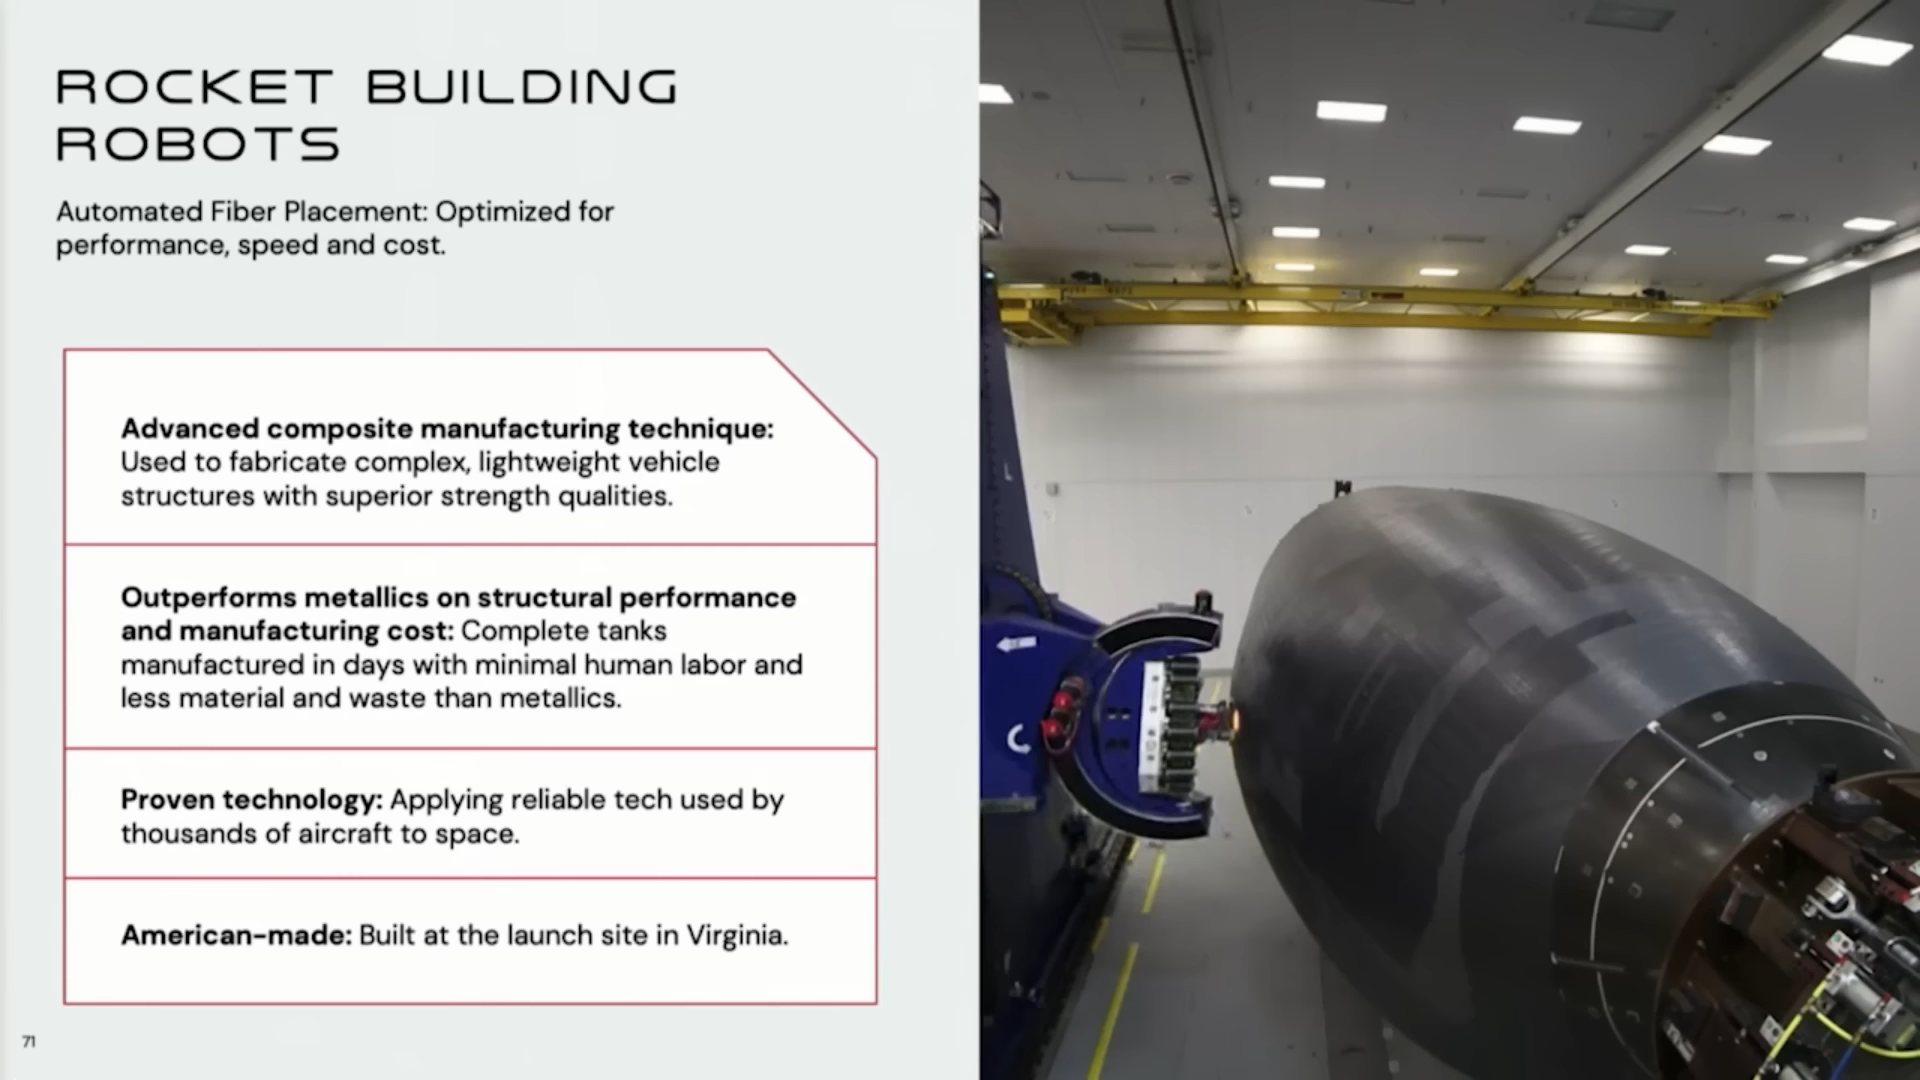 ROCKET BUILDING
ROBOTS
Automated Fiber Placement: Optimized for
performance, speed and cost.
Advanced composite manufacturing technique:
Used to fabricate complex, lightweight vehicle
structures with superior strength qualities.
Outperforms metallics on structural performance
and manufacturing cost: Complete tanks
manufactured in days with minimal human labor and
less material and waste than metallics.
Proven technology: Applying reliable tech used by
thousands of aircraft to space.
American-made: Built at the launch site in Virginia.
71